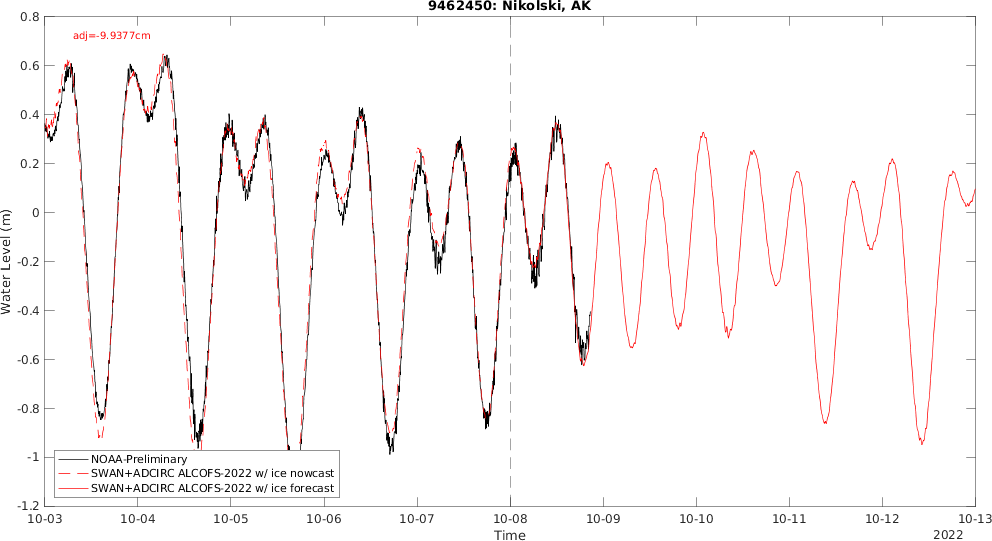 9462450: Nikolski, AK
adj=-9.9377cm
Water Level (m)
0.8
0.6
0.4
0.2
0
-0.2
-0.4
-0.6
-0.8
-1
-1.2
NOAA-Preliminary
SWAN+ADCIRC ALCOFS-2022 w/ ice nowcast
SWAN+ADCIRC ALCOFS-2022 w/ ice forecast
10-03 10-04 10-05 10-06 10-07 10-08 10-09 10-10 10-11 10-12 10-13
Time
2022